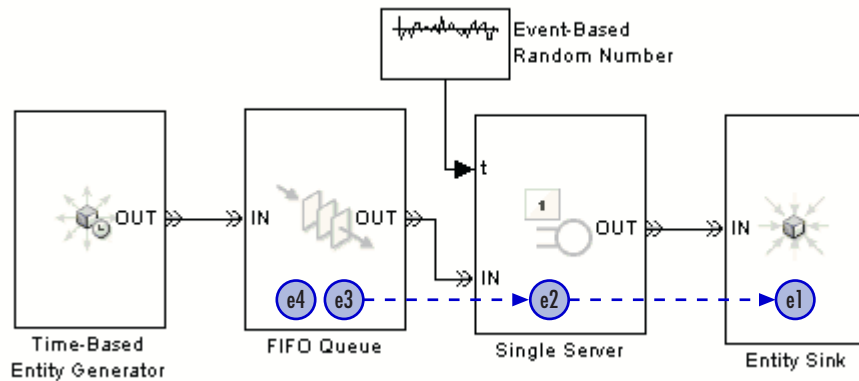 Event-Based
Random Number
OUT
IN
OUT
t
1
IN
OUT
IN
e4
e3
e2
e1
Time-Based
Entity Generator
FIFO Queue
Single Server
Entity Sink